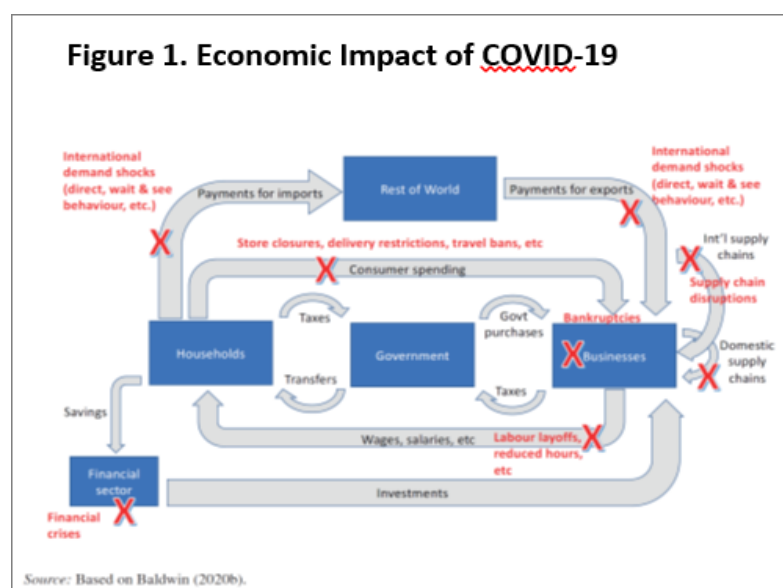 Figure 1. Economic Impact of COVID-19
International
demand shocks
(direct, wait & see
behaviour, etc.)
Payments for imports
Rest of World
Payments for exports
International
demand shocks
(direct, wait & see
behaviour, etc.)
Store closures, delivery restrictions, travel bans, etc
Consumer spending
Int'l supply
chains
Supply chain
disruptions
Taxes
Govt
purchases
Bankruptcies
Households
Government
Businesses
Domestic
supply
chains
Transfers
Taxes
Savings
Wages, salaries, etc
Labour layoffs,
reduced hours,
etc
Financial
sector
Investments
Financial
crises
Source: Based on Baldwin (2020b).